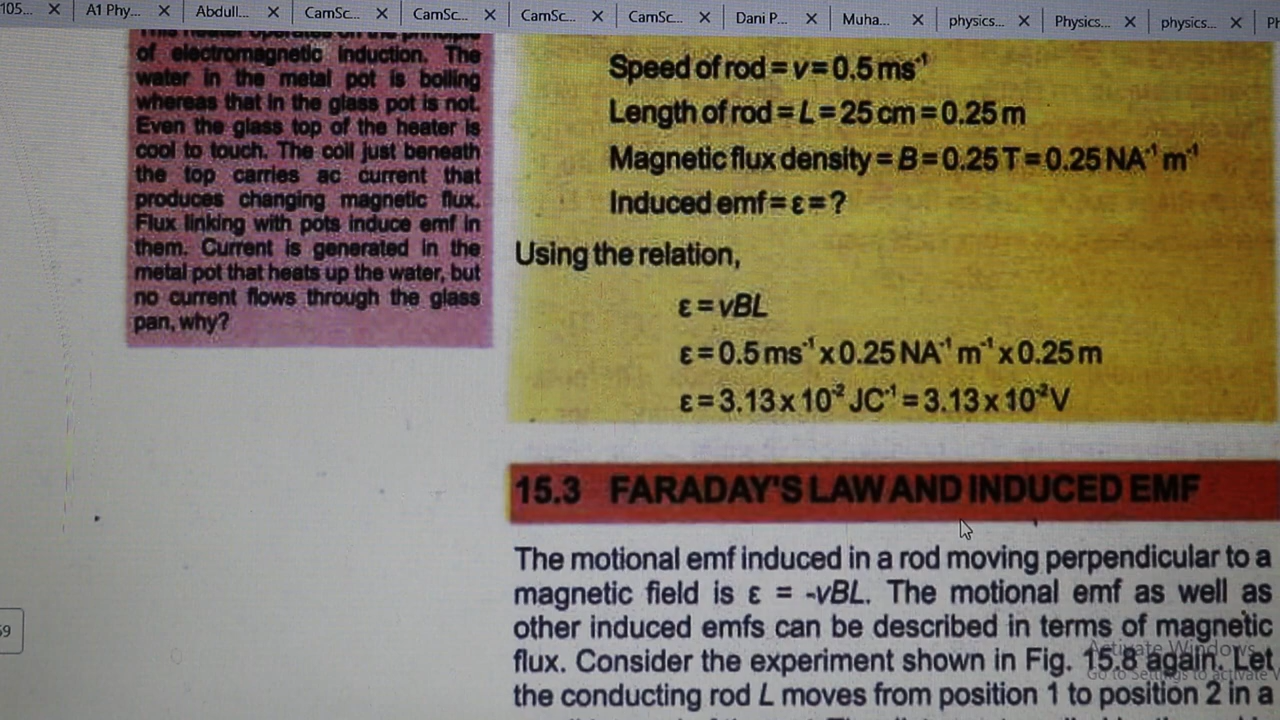 105...
A1 Phy...
Abdull...
CamSc...
CamSc...
CamSc...
CamSc...
Dani P...
Muha...
physics...
Physics...
physics...
of electromagnetic induction. The
water in the metal pot is boiling
whereas that in the glass pot is not.
Even the glass top of the heater is
cool to touch. The coil just beneath
the top carries ac current that
produces changing magnetic flux.
Flux linking with pots induce emf in
them. Current is generated in the
metal pot that heats up the water, but
no current flows through the glass
pan, why?
Speed of rod = v = 0.5 ms⁻¹
Length of rod = L = 25 cm = 0.25 m
Magnetic flux density = B = 0.25 T = 0.25 NA⁻¹ m⁻¹
Induced emf = ε = ?
Using the relation,
ε = vBL
ε = 0.5 ms⁻¹ x 0.25 NA⁻¹ m⁻¹ x 0.25 m
ε = 3.13 x 10⁻² JC⁻¹ = 3.13 x 10⁻² V
15.3 FARADAY'S LAW AND INDUCED EMF
The motional emf induced in a rod moving perpendicular to a
magnetic field is ε = -vBL. The motional emf as well as
other induced emfs can be described in terms of magnetic
flux. Consider the experiment shown in Fig. 15.8 again. Let
the conducting rod L moves from position 1 to position 2 in a
Activate Windows
Go to Settings to activate